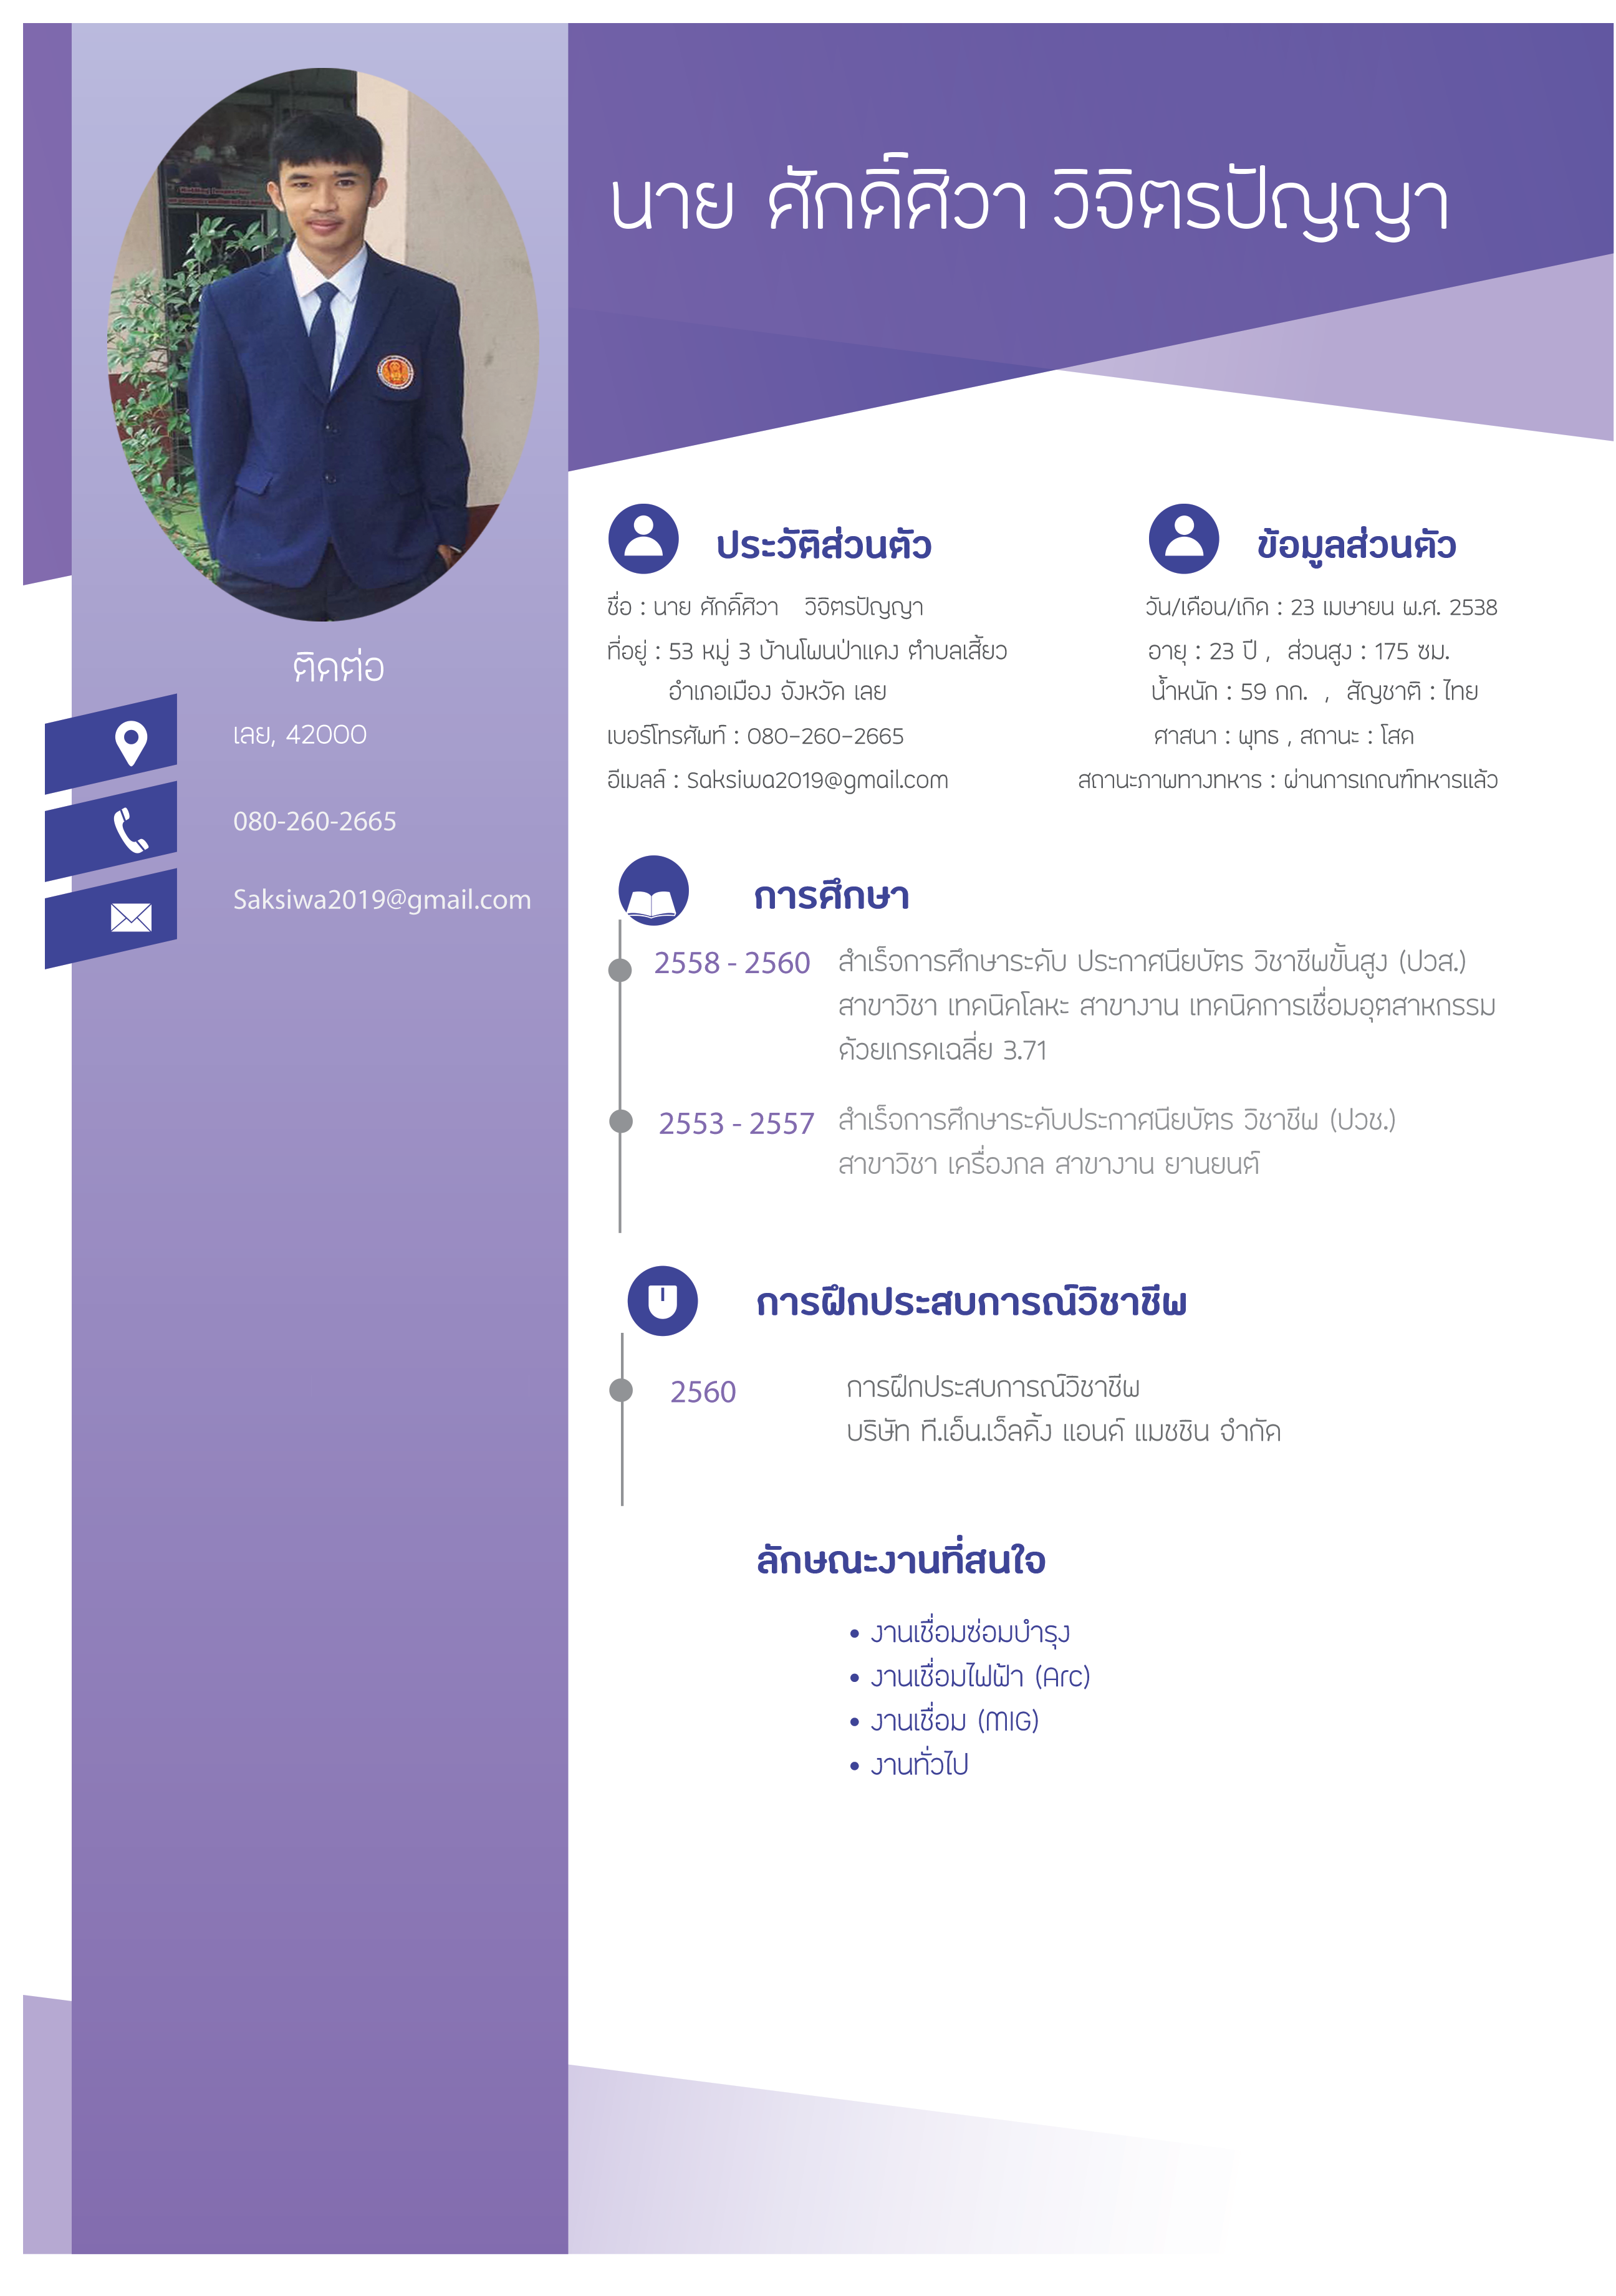 นาย ศักดิ์ศิวา วิจิตรปัญญา
ติดต่อ
เลย, 42000
080-260-2665
Saksiwa2019@gmail.com
ประวัติส่วนตัว
ชื่อ : นาย ศักดิ์ศิวา วิจิตรปัญญา
ที่อยู่ : 53 หมู่ 3 บ้านโพนป่าแดง ตำบลเสี้ยว
อำเภอเมือง จังหวัด เลย
เบอร์โทรศัพท์ : 080-260-2665
อีเมลล์ : Saksiwa2019@gmail.com
ข้อมูลส่วนตัว
วัน/เดือน/เกิด : 23 เมษายน พ.ศ. 2538
อายุ : 23 ปี , ส่วนสูง : 175 ซม.
น้ำหนัก : 59 กก. , สัญชาติ : ไทย
ศาสนา : พุทธ , สถานะ : โสด
สถานะภาพทางทหาร : ผ่านการเกณฑ์ทหารแล้ว
การศึกษา
2558 - 2560 สำเร็จการศึกษาระดับ ประกาศนียบัตร วิชาชีพขั้นสูง (ปวส.)
สาขาวิชา เทคนิคโลหะ สาขางาน เทคนิคการเชื่อมอุตสาหกรรม
ด้วยเกรดเฉลี่ย 3.71
2553 - 2557 สำเร็จการศึกษาระดับประกาศนียบัตร วิชาชีพ (ปวช.)
สาขาวิชา เครื่องกล สาขางาน ยานยนต์
การฝึกประสบการณ์วิชาชีพ
2560 การฝึกประสบการณ์วิชาชีพ
บริษัท ที.เอ็น.เว็ลดิ้ง แอนด์ แมชชิน จำกัด
ลักษณะงานที่สนใจ
• งานเชื่อมซ่อมบำรุง
• งานเชื่อมไฟฟ้า (Arc)
• งานเชื่อม (MIG)
• งานทั่วไป